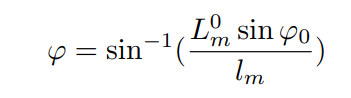 φ = sin⁻¹(L⁰ₘ sin φ₀ / lₘ)